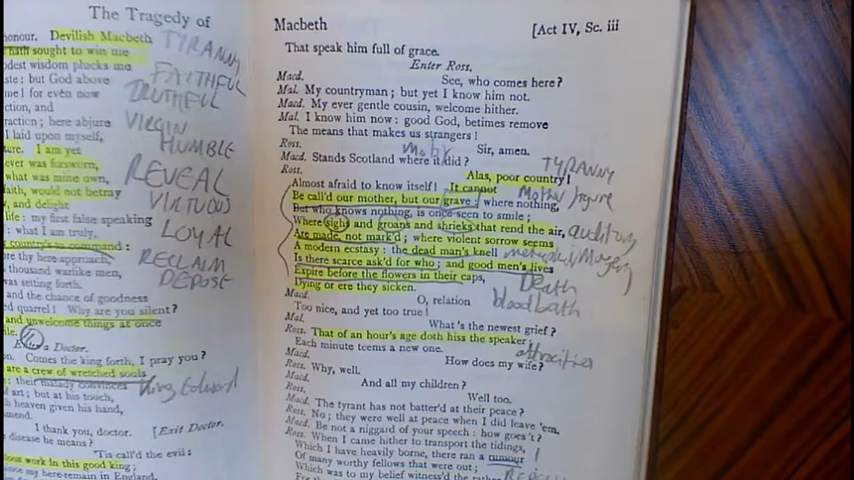 The Tragedy of
onour. Devilish Macbeth
hath sought to win me
odest wisdom plucks me
ste: but God above
me! for even now
ction, and
raction; here abjure
I laid upon myself,
ture. I am yet
ever was forsworn,
what was mine own,
faith, would not betray
and delight
life: my first false speaking
: what I am truly,
country's to command:
ore thy here-approach,
thousand warlike men,
was setting forth.
and the chance of goodness
ed quarrel! Why are you silent?
and unwelcome things at once
ile.
Enter a Doctor.
on. Comes the king forth, I pray you?
are a crew of wretched souls
: their malady convinces
art; but at his touch,
heaven given his hand,
amend.
I thank you, doctor. [Exit Doctor.
disease he means?
'Tis call'd the evil:
ulous work in this good king;
nce my here-remain in England,
TYRANNY
FAITHFUL
TRUTHFUL
VIRGIN
HUMBLE
REVEAL
VIRTUOUS
LOYAL
RECLAIM
DEPOSE
King Edward
Macbeth [Act IV, Sc. iii
That speak him full of grace.
Enter Ross.
Macd. See, who comes here?
Mal. My countryman; but yet I know him not.
Macd. My ever gentle cousin, welcome hither.
Mal. I know him now: good God, betimes remove
The means that makes us strangers!
Ross. Sir, amen.
Macd. Stands Scotland where it did?
Ross. Alas, poor country!
Almost afraid to know itself! It cannot
Be call'd our mother, but our grave: where nothing,
But who knows nothing, is once seen to smile;
Where sighs and groans and shrieks that rend the air,
Are made, not mark'd; where violent sorrow seems
A modern ecstasy: the dead man's knell
Is there scarce ask'd for who; and good men's lives
Expire before the flowers in their caps,
Dying or ere they sicken.
Macd. O, relation
Too nice, and yet too true!
Mal. What's the newest grief?
Ross. That of an hour's age doth hiss the speaker;
Each minute teems a new one.
Macd. How does my wife?
Ross. Why, well.
Macd. And all my children?
Ross. Well too.
Macd. The tyrant has not batter'd at their peace?
Ross. No; they were well at peace when I did leave 'em.
Macd. Be not a niggard of your speech: how goes't?
Ross. When I came hither to transport the tidings,
Which I have heavily borne, there ran a rumour
Of many worthy fellows that were out;
Which was to my belief witness'd the rather,
TYRANNY
Mother figure
auditory
imagery
Death
bloodbath
atrocities